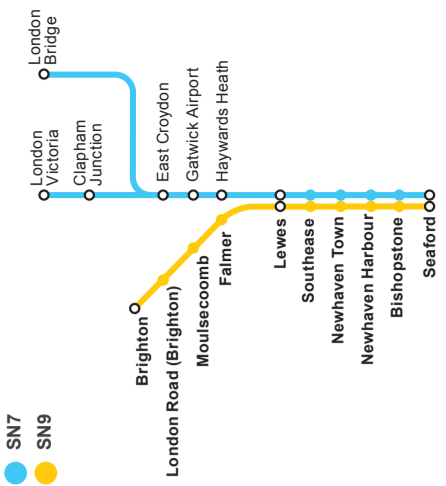 SN7
SN9
London
Bridge
London
Victoria
Clapham
Junction
East Croydon
Gatwick Airport
Haywards Heath
Brighton
London Road (Brighton)
Moulsecoomb
Falmer
Lewes
Southease
Newhaven Town
Newhaven Harbour
Bishopstone
Seaford